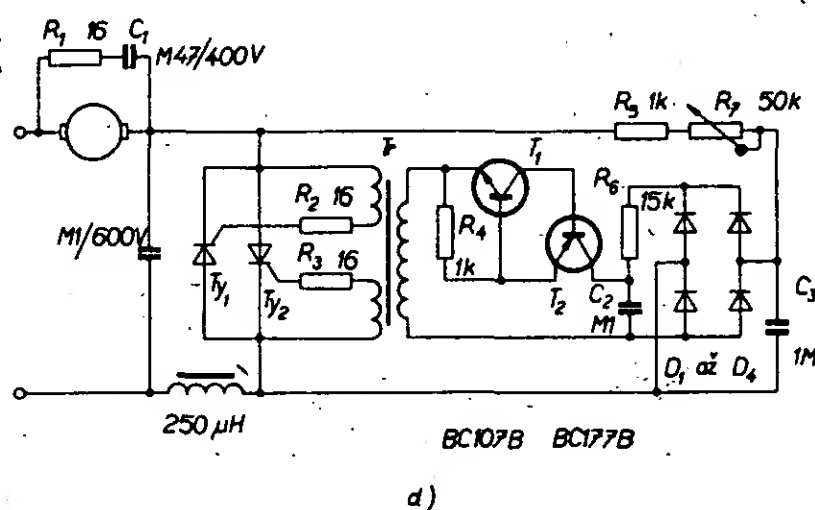 R1 16 C1
M47/400V
R5 1k R7 50k
Tr
T1
R6
15k
R2 16
R4
1k
R3 16
M1/600V
Ty1
Ty2
T2
C2
M1
C3
1M
D1 až D4
250 µH
BC107B BC177B
d)